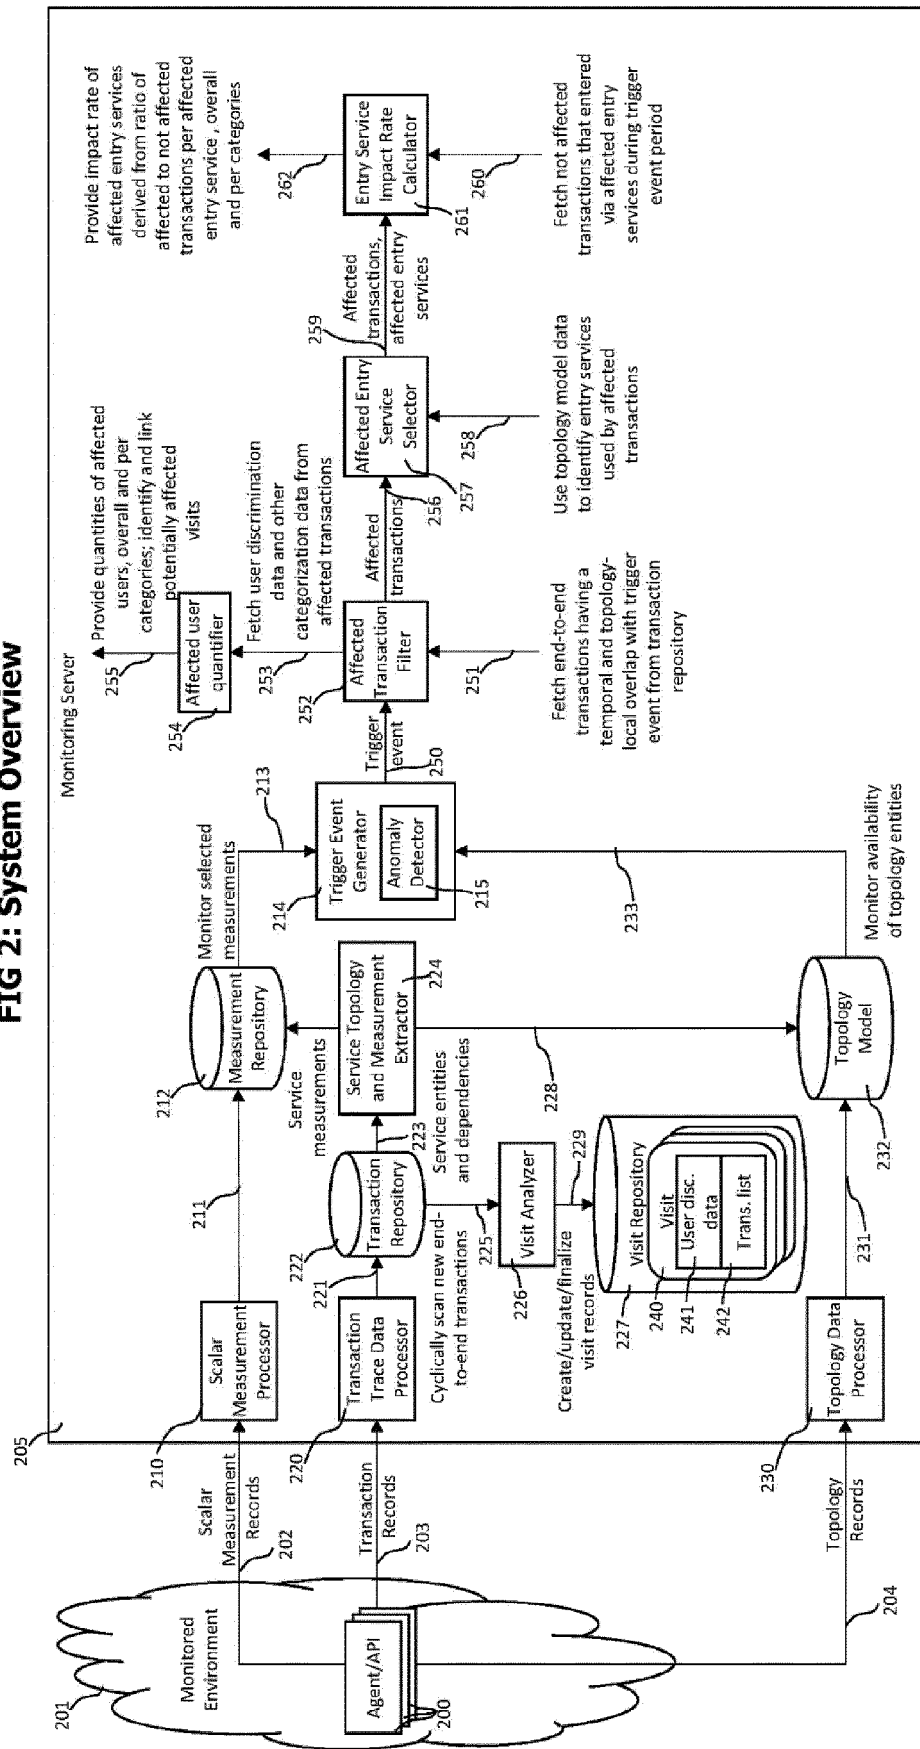 FIG 2: System Overview
205
Monitoring Server
201
Monitored
Environment
Agent/API
200
Scalar
Measurement
Records
202
Transaction
Records
203
Topology
Records
204
Scalar
Measurement
Processor
210
211
Measurement
Repository
212
Monitor selected
measurements
213
Transaction
Trace Data
Processor
220
221
Transaction
Repository
222
223
Service
measurements
Service Topology
and Measurement
Extractor
224
Service entities
and dependencies
228
Cyclically scan new end-
to-end transactions
225
Visit Analyzer
226
Create/update/finalize
visit records
229
Visit Repository
227
Visit
240
User disc.
data
241
Trans. list
242
Topology Data
Processor
230
231
Topology
Model
232
Monitor availability
of topology entities
233
Trigger Event
Generator
214
Anomaly
Detector
215
Trigger
event
250
Affected
Transaction
Filter
252
251
Fetch end-to-end
transactions having a
temporal and topology-
local overlap with trigger
event from transaction
repository
Fetch user discrimination
data and other
categorization data from
affected transactions
253
Affected user
quantifier
254
255
Provide quantities of affected
users, overall and per
categories; identify and link
potentially affected
visits
Affected
transactions
256
Affected Entry
Service
Selector
257
258
Use topology model data
to identify entry services
used by affected
transactions
259
Affected
transactions,
affected entry
services
Entry Service
Impact Rate
Calculator
261
260
Fetch not affected
transactions that entered
via affected entry
services during trigger
event period
262
Provide impact rate of
affected entry services
derived from ratio of
affected to not affected
transactions per affected
entry service , overall
and per categories